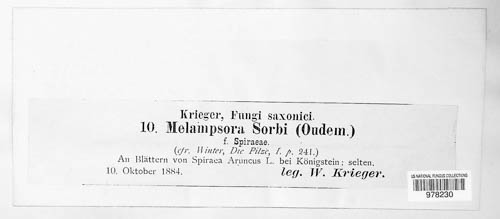 Krieger, Fungi saxonici.
10. Melampsora Sorbi (Oudem.)
f. Spiraeae.
(cfr. Winter, Die Pilze, I. p. 241.)
An Blättern von Spiraea Aruncus L. bei Königstein; selten.
10. Oktober 1884.
leg. W. Krieger.
US NATIONAL FUNGUS COLLECTIONS
978230